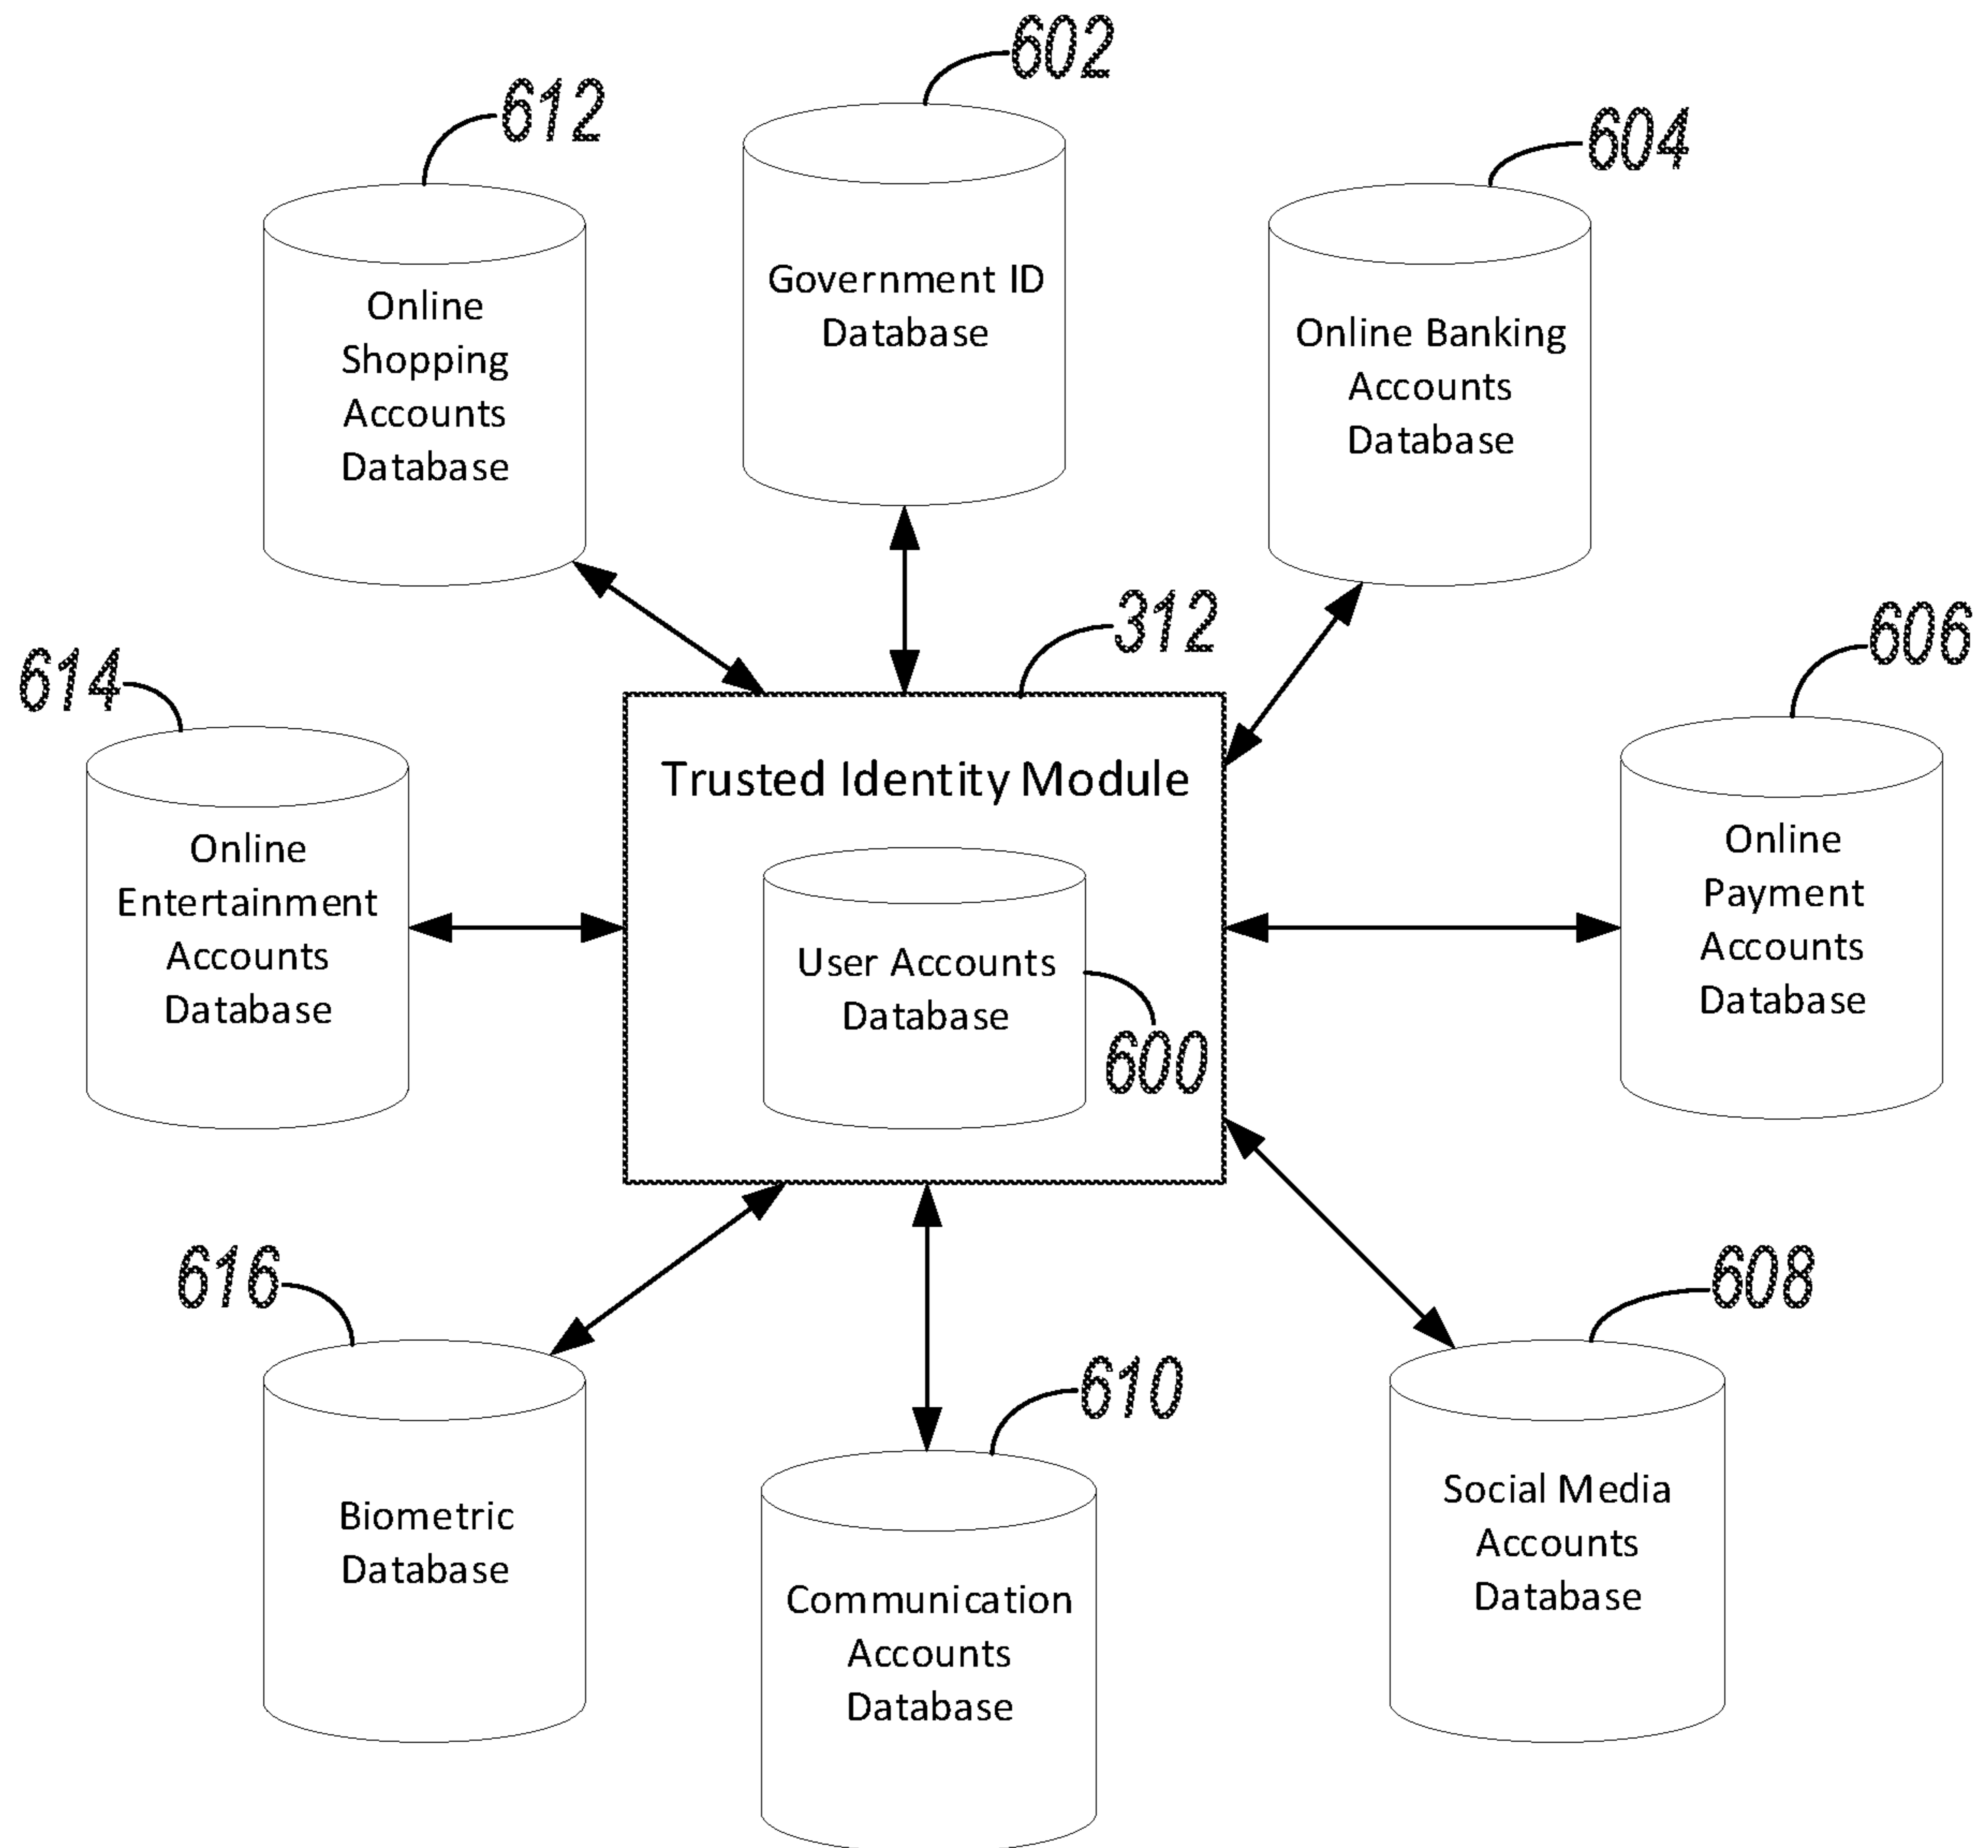 602
612
604
Government ID
Database
Online
Shopping
Accounts
Database
Online Banking
Accounts
Database
312
606
614
Trusted Identity Module
Online
Entertainment
Accounts
Database
User Accounts
Database
600
Online
Payment
Accounts
Database
616
608
610
Biometric
Database
Communication
Accounts
Database
Social Media
Accounts
Database